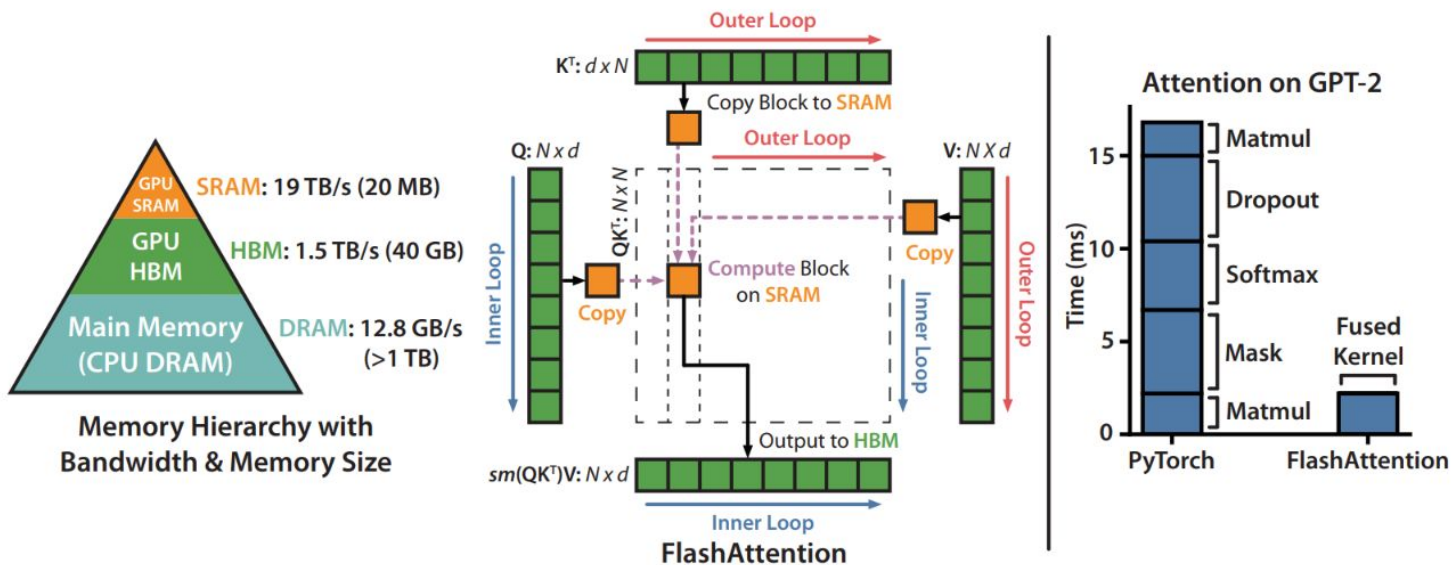 GPU
SRAM
SRAM: 19 TB/s (20 MB)
GPU
HBM
HBM: 1.5 TB/s (40 GB)
Main Memory
(CPU DRAM)
DRAM: 12.8 GB/s
(>1 TB)
Memory Hierarchy with
Bandwidth & Memory Size
Outer Loop
Kᵀ: d x N
Copy Block to SRAM
Outer Loop
Q: N x d
V: N X d
QKᵀ: N x N
Inner Loop
Copy
Compute Block
on SRAM
Copy
Inner Loop
Outer Loop
Output to HBM
sm(QKᵀ)V: N x d
Inner Loop
FlashAttention
Attention on GPT-2
Time (ms)
15
10
5
0
Matmul
Dropout
Softmax
Mask
Matmul
Fused
Kernel
PyTorch
FlashAttention